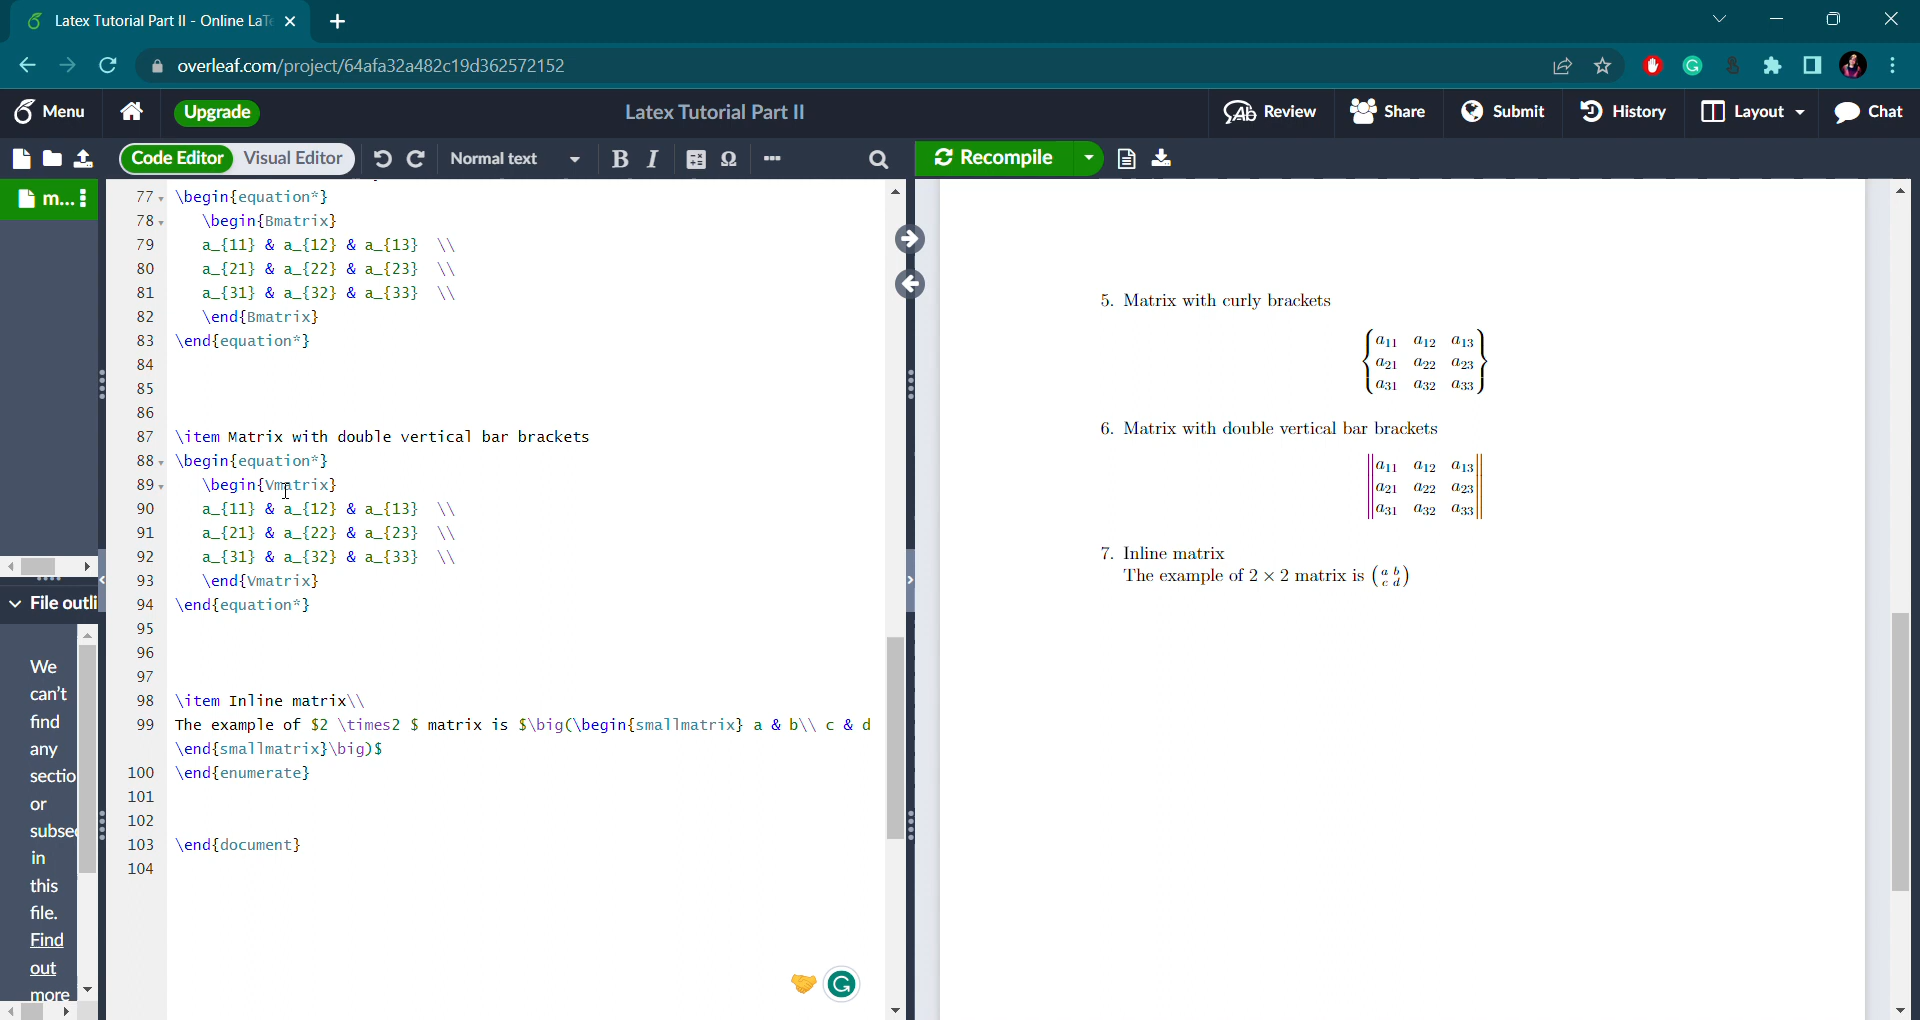 Latex Tutorial Part II - Online LaTe
overleaf.com/project/64afa32a482c19d362572152
Menu
Upgrade
Latex Tutorial Part II
Review
Share
Submit
History
Layout
Chat
Code Editor
Visual Editor
Normal text
B
I
Ω
Recompile
m...
77 \begin{equation*}
78 \begin{Bmatrix}
79 a_{11} & a_{12} & a_{13} \\
80 a_{21} & a_{22} & a_{23} \\
81 a_{31} & a_{32} & a_{33} \\
82 \end{Bmatrix}
83 \end{equation*}
84
85
86
87 \item Matrix with double vertical bar brackets
88 \begin{equation*}
89 \begin{Vmatrix}
90 a_{11} & a_{12} & a_{13} \\
91 a_{21} & a_{22} & a_{23} \\
92 a_{31} & a_{32} & a_{33} \\
93 \end{Vmatrix}
94 \end{equation*}
95
96
97
98 \item Inline matrix\\
99 The example of $2 \times2 $ matrix is $\big(\begin{smallmatrix} a & b\\ c & d
\end{smallmatrix}\big)$
100 \end{enumerate}
101
102
103 \end{document}
104
File outli
We
can't
find
any
sectio
or
subse
in
this
file.
Find
out
more
5. Matrix with curly brackets
a11 a12 a13
a21 a22 a23
a31 a32 a33
6. Matrix with double vertical bar brackets
a11 a12 a13
a21 a22 a23
a31 a32 a33
7. Inline matrix
The example of 2 × 2 matrix is (a b
c d)